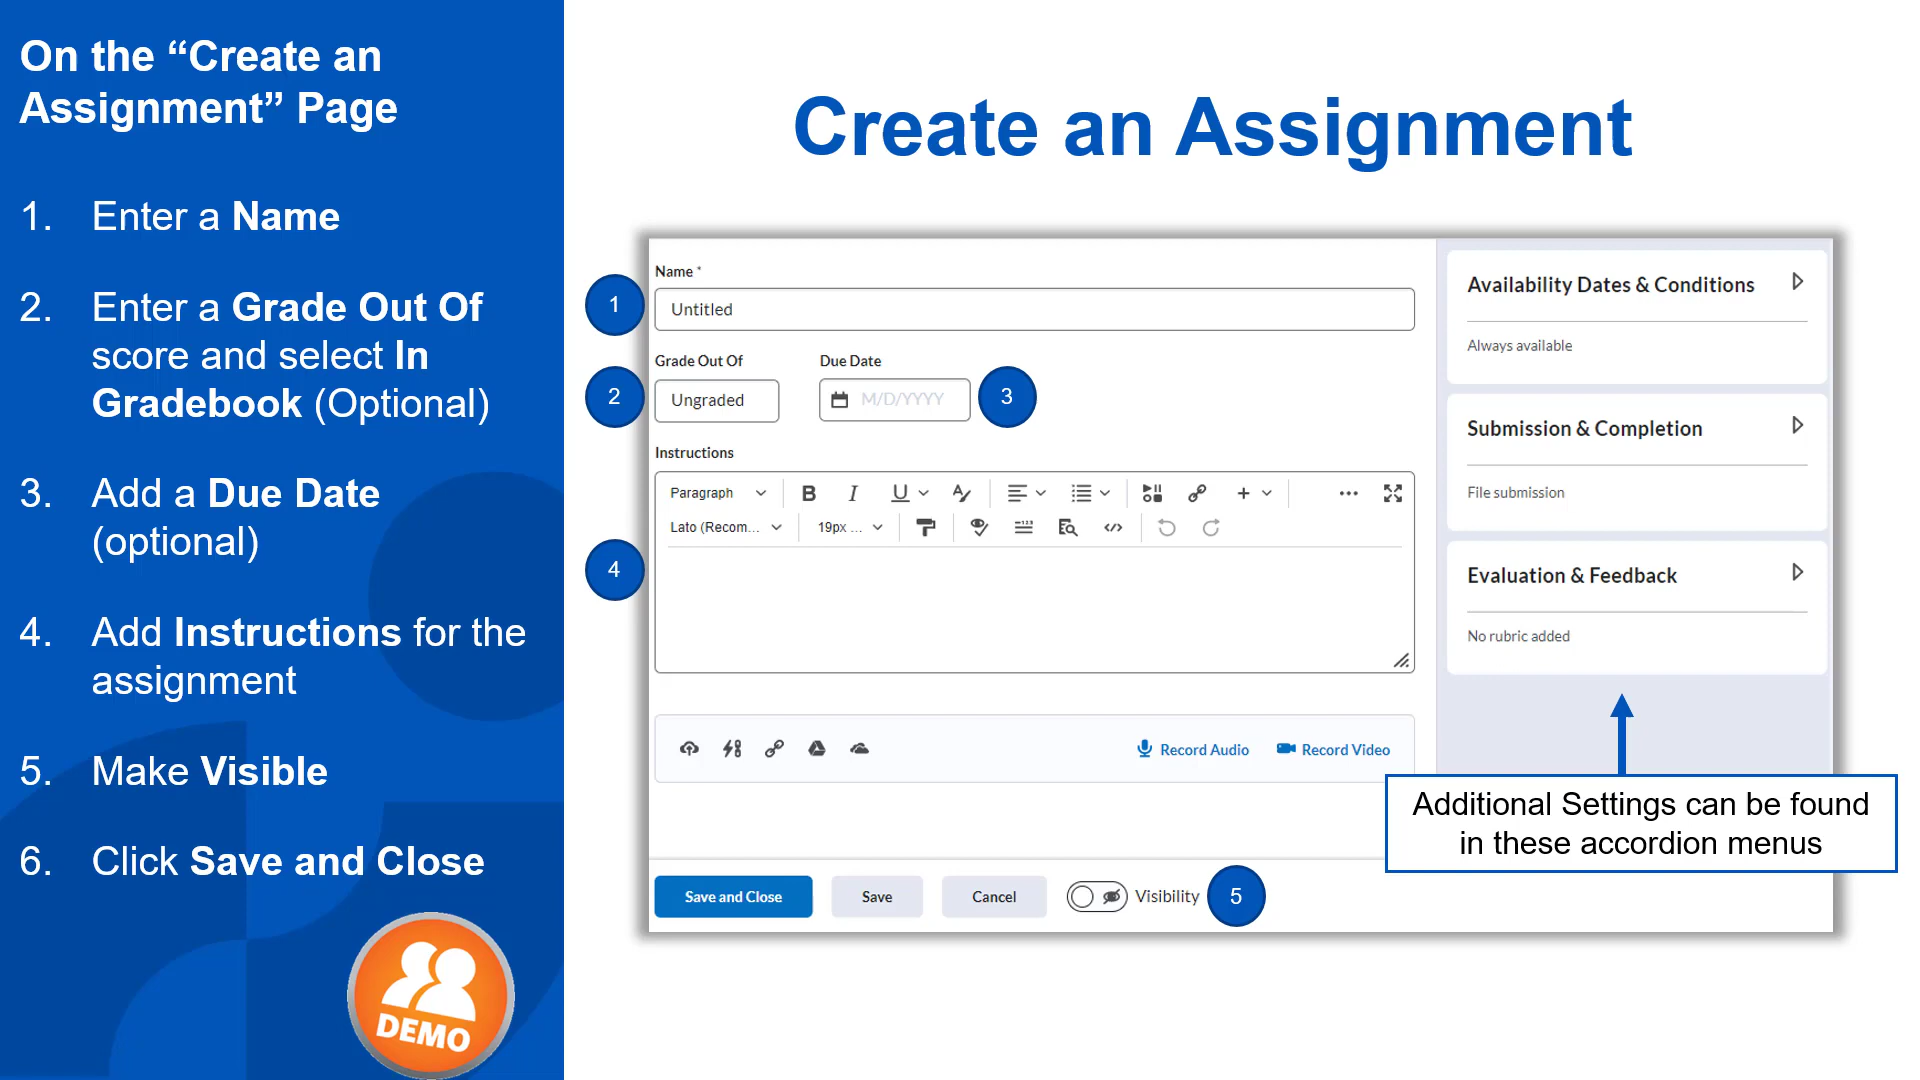 On the “Create an
Assignment” Page
1. Enter a Name
2. Enter a Grade Out Of
score and select In
Gradebook (Optional)
3. Add a Due Date
(optional)
4. Add Instructions for the
assignment
5. Make Visible
6. Click Save and Close
DEMO
Create an Assignment
Name *
1
Untitled
Grade Out Of
Due Date
2
Ungraded
M/D/YYYY
3
Instructions
Paragraph
Lato (Recom...
19px ...
4
Record Audio
Record Video
Save and Close
Save
Cancel
Visibility
5
Availability Dates & Conditions
Always available
Submission & Completion
File submission
Evaluation & Feedback
No rubric added
Additional Settings can be found
in these accordion menus